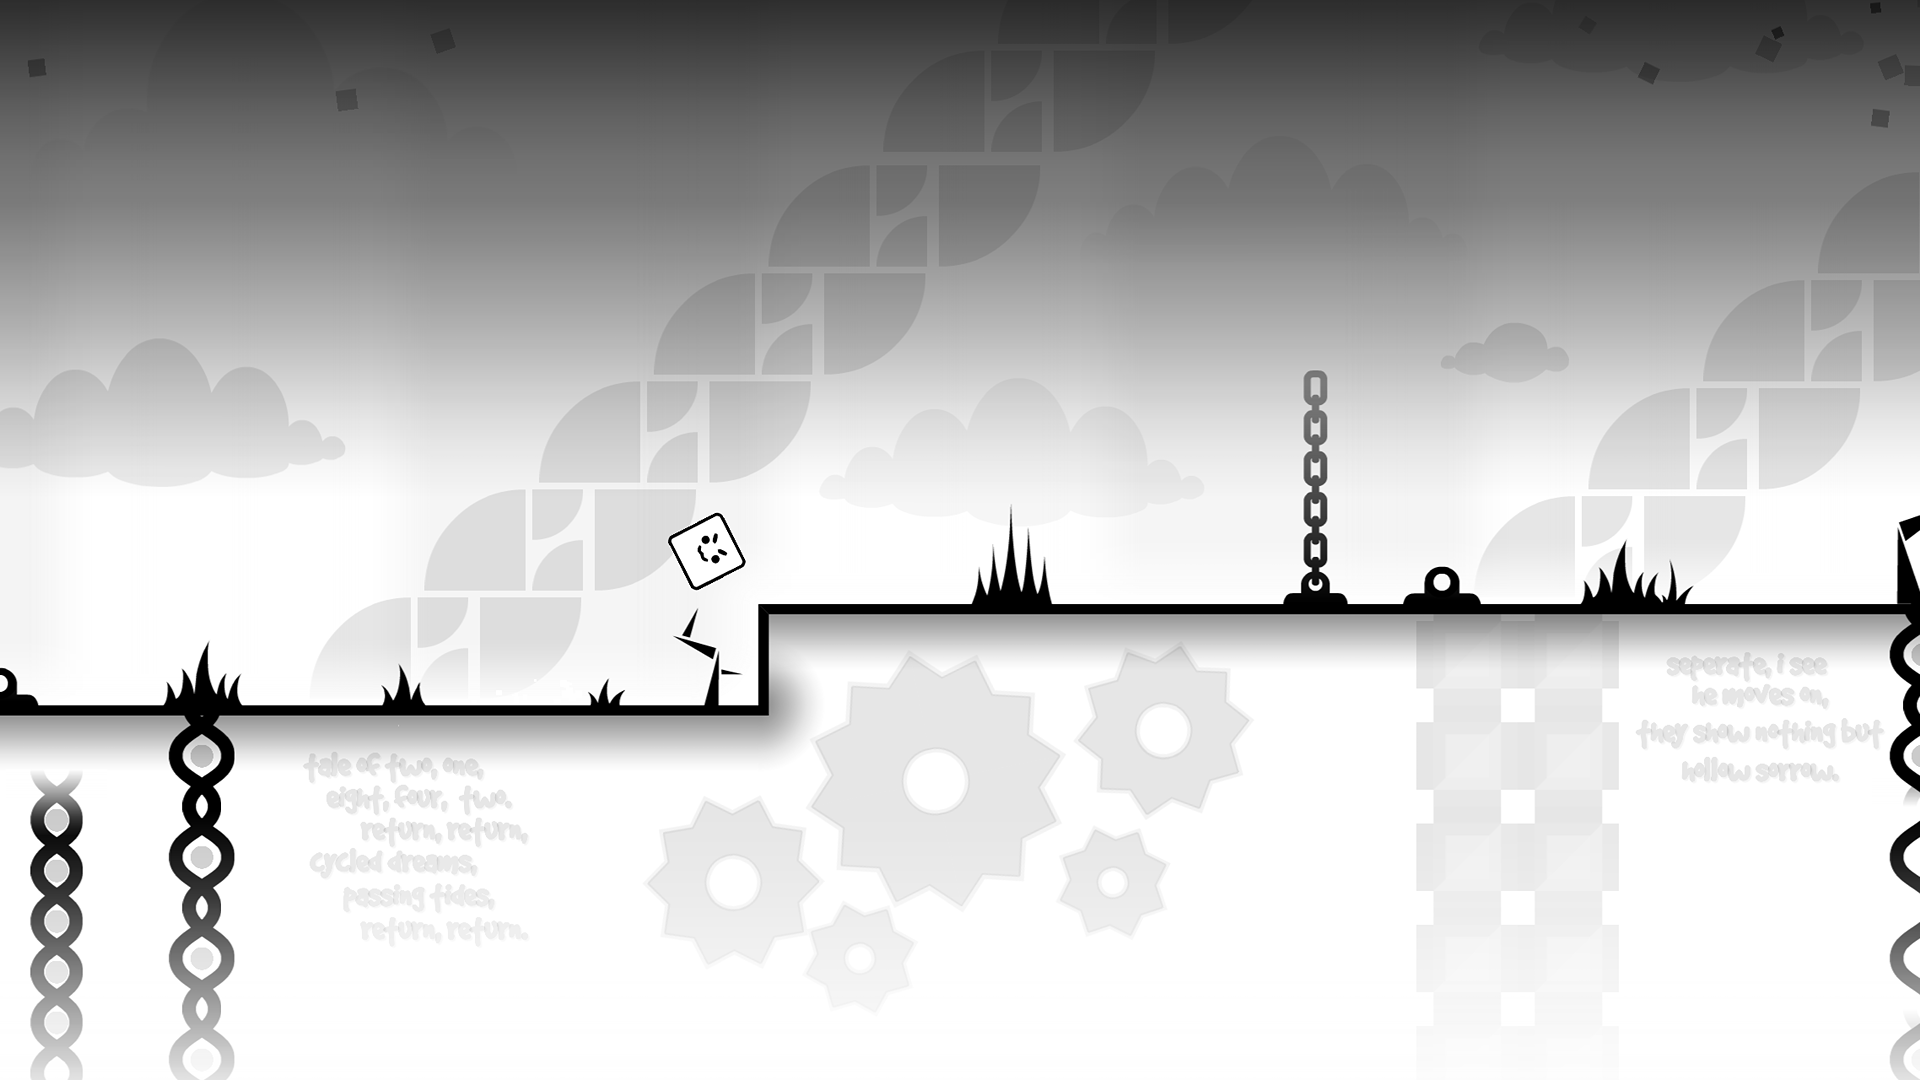 tale of two, one,
eight, four, two.
return, return,
cycled dreams,
passing tides,
return, return.
seperate, i see
he moves on,
they show nothing but
hollow sorrow.